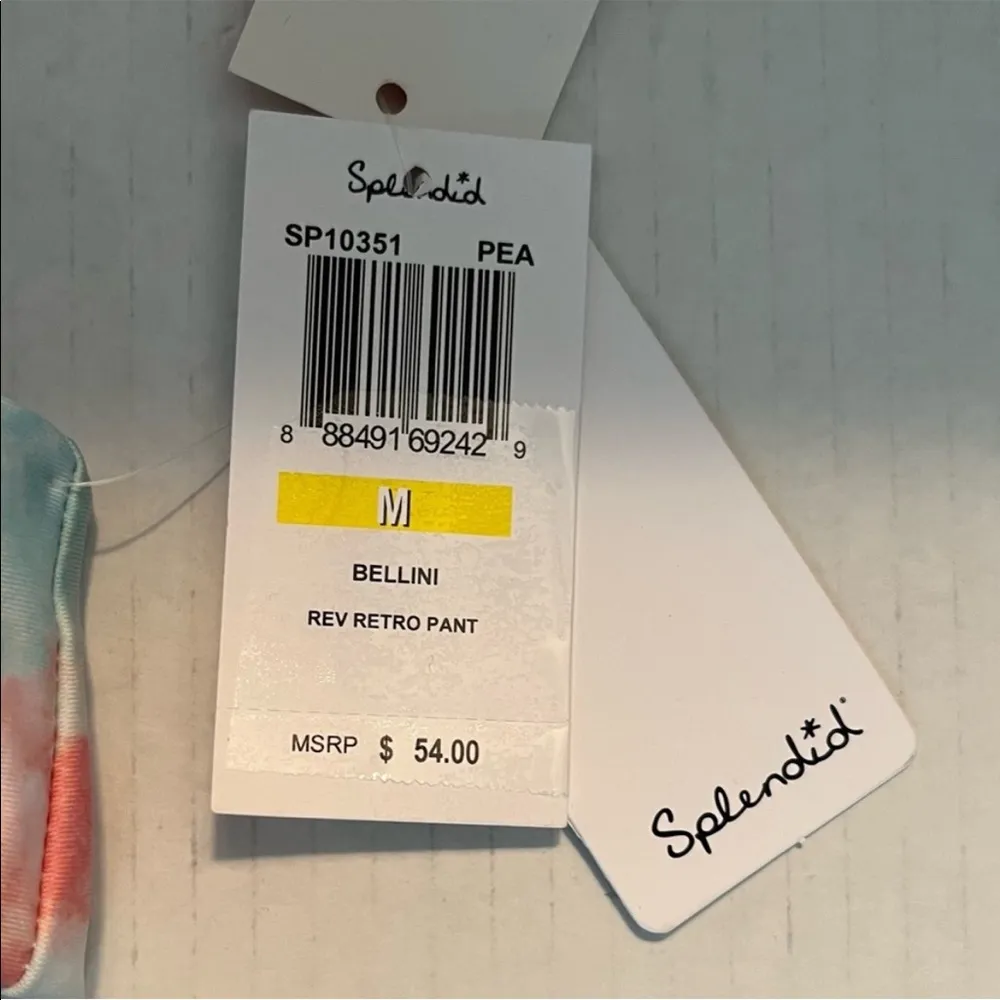 Splendid
SP10351 PEA
8 88491 69242 9
M
BELLINI
REV RETRO PANT
MSRP $ 54.00
Splendid